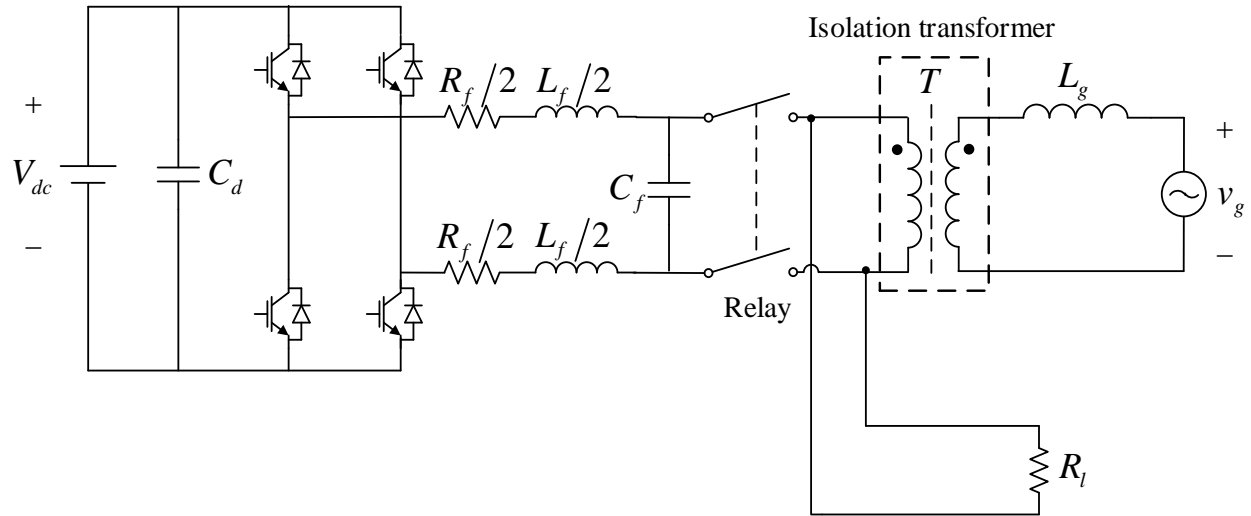 Isolation transformer
T
R_f/2
L_f/2
L_g
+
+
V_dc
C_d
C_f
v_g
−
−
R_f/2
L_f/2
Relay
R_l